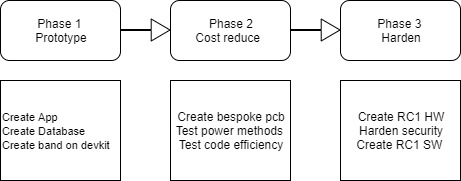 Phase 1
Prototype
Phase 2
Cost reduce
Phase 3
Harden
Create App
Create Database
Create band on devkit
Create bespoke pcb
Test power methods
Test code efficiency
Create RC1 HW
Harden security
Create RC1 SW